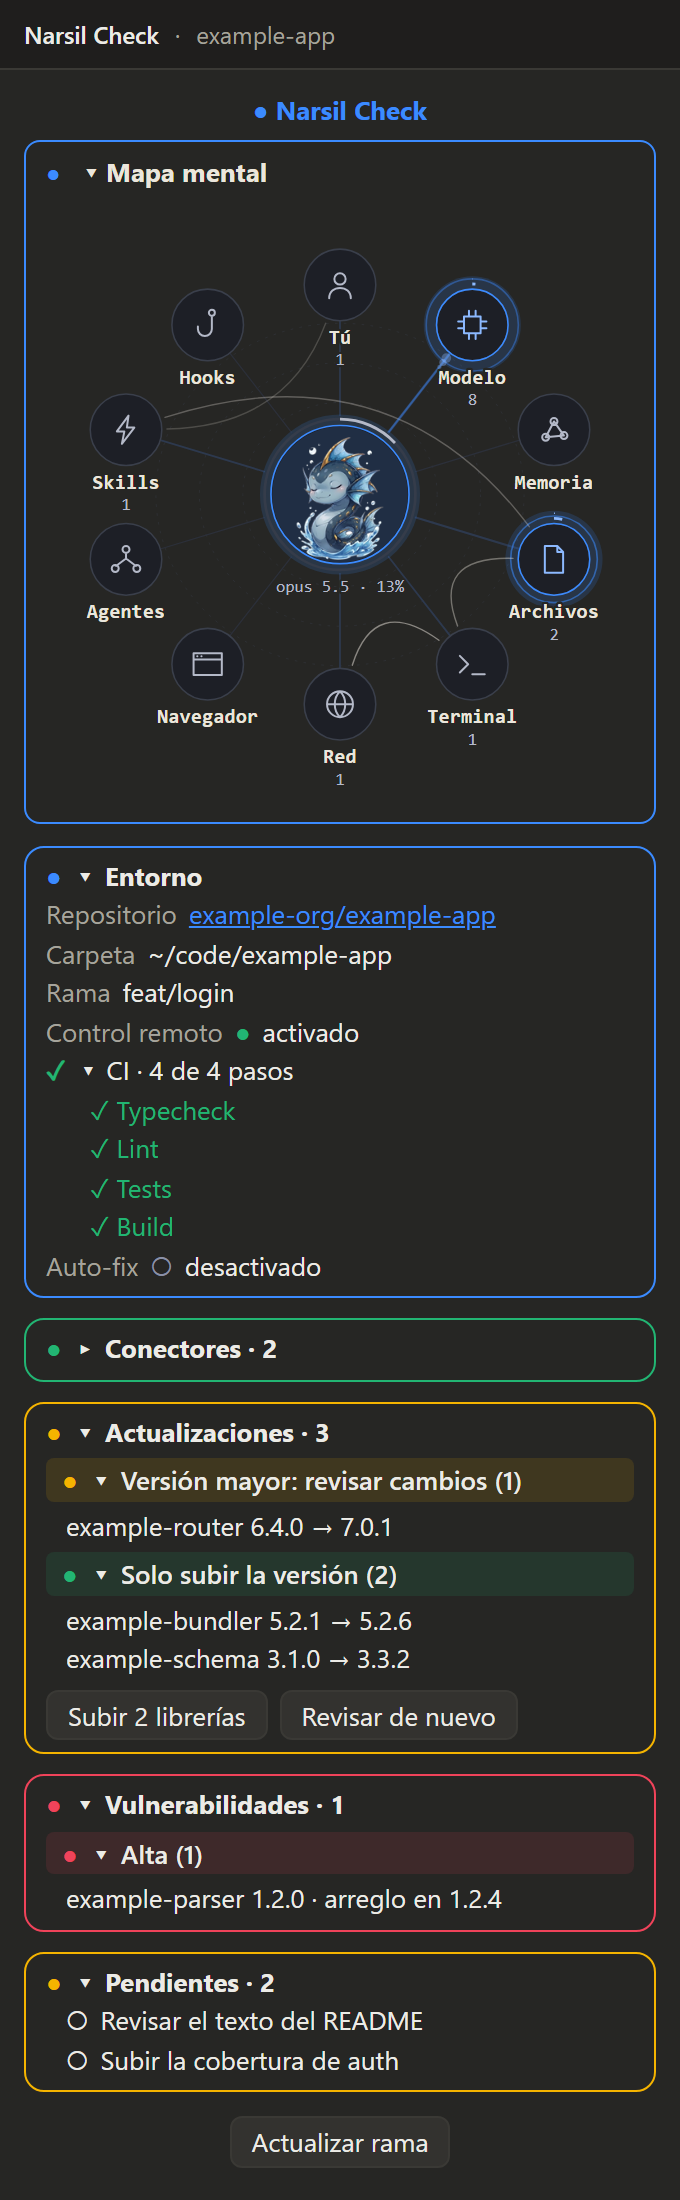 Narsil Check · example-app
● Narsil Check
● ▼ Mapa mental
Tú
1
Hooks
Modelo
8
Skills
1
Memoria
opus 5.5 · 13%
Agentes
Archivos
2
Navegador
Terminal
1
Red
1
● ▼ Entorno
Repositorio example-org/example-app
Carpeta ~/code/example-app
Rama feat/login
Control remoto ● activado
✓ ▼ CI · 4 de 4 pasos
✓ Typecheck
✓ Lint
✓ Tests
✓ Build
Auto-fix ○ desactivado
● ► Conectores · 2
● ▼ Actualizaciones · 3
● ▼ Versión mayor: revisar cambios (1)
example-router 6.4.0 → 7.0.1
● ▼ Solo subir la versión (2)
example-bundler 5.2.1 → 5.2.6
example-schema 3.1.0 → 3.3.2
Subir 2 librerías Revisar de nuevo
● ▼ Vulnerabilidades · 1
● ▼ Alta (1)
example-parser 1.2.0 · arreglo en 1.2.4
● ▼ Pendientes · 2
○ Revisar el texto del README
○ Subir la cobertura de auth
Actualizar rama